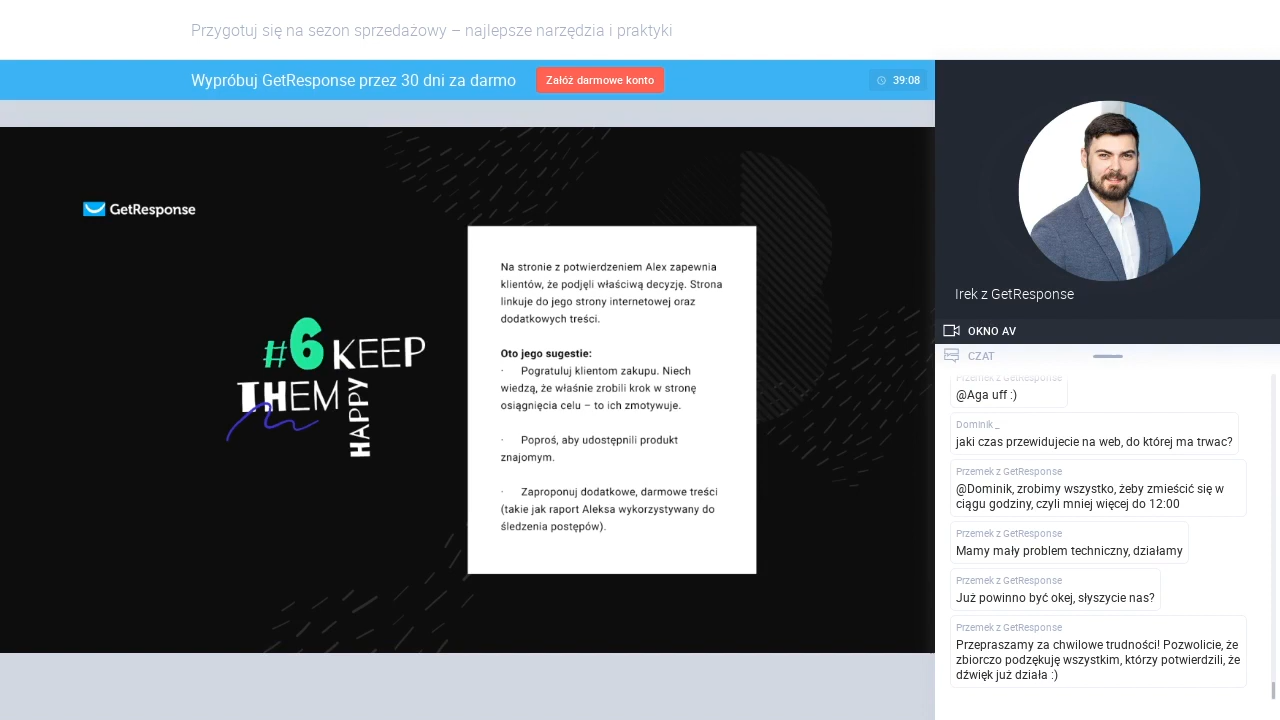 Przygotuj się na sezon sprzedażowy – najlepsze narzędzia i praktyki
Wypróbuj GetResponse przez 30 dni za darmo
Załóż darmowe konto
39:08
GetResponse
#6 KEEP
THEM
HAPPY
Na stronie z potwierdzeniem Alex zapewnia
klientów, że podjęli właściwą decyzję. Strona
linkuje do jego strony internetowej oraz
dodatkowych treści.
Oto jego sugestie:
· Pogratuluj klientom zakupu. Niech
wiedzą, że właśnie zrobili krok w stronę
osiągnięcia celu – to ich zmotywuje.
· Poproś, aby udostępnili produkt
znajomym.
· Zaproponuj dodatkowe, darmowe treści
(takie jak raport Aleksa wykorzystywany do
śledzenia postępów).
Irek z GetResponse
OKNO AV
CZAT
Przemek z GetResponse
@Aga uff :)
Dominik _
jaki czas przewidujecie na web, do której ma trwac?
Przemek z GetResponse
@Dominik, zrobimy wszystko, żeby zmieścić się w
ciągu godziny, czyli mniej więcej do 12:00
Przemek z GetResponse
Mamy mały problem techniczny, działamy
Przemek z GetResponse
Już powinno być okej, słyszycie nas?
Przemek z GetResponse
Przepraszamy za chwilowe trudności! Pozwolicie, że
zbiorczo podzękuję wszystkim, którzy potwierdzili, że
dźwięk już działa :)